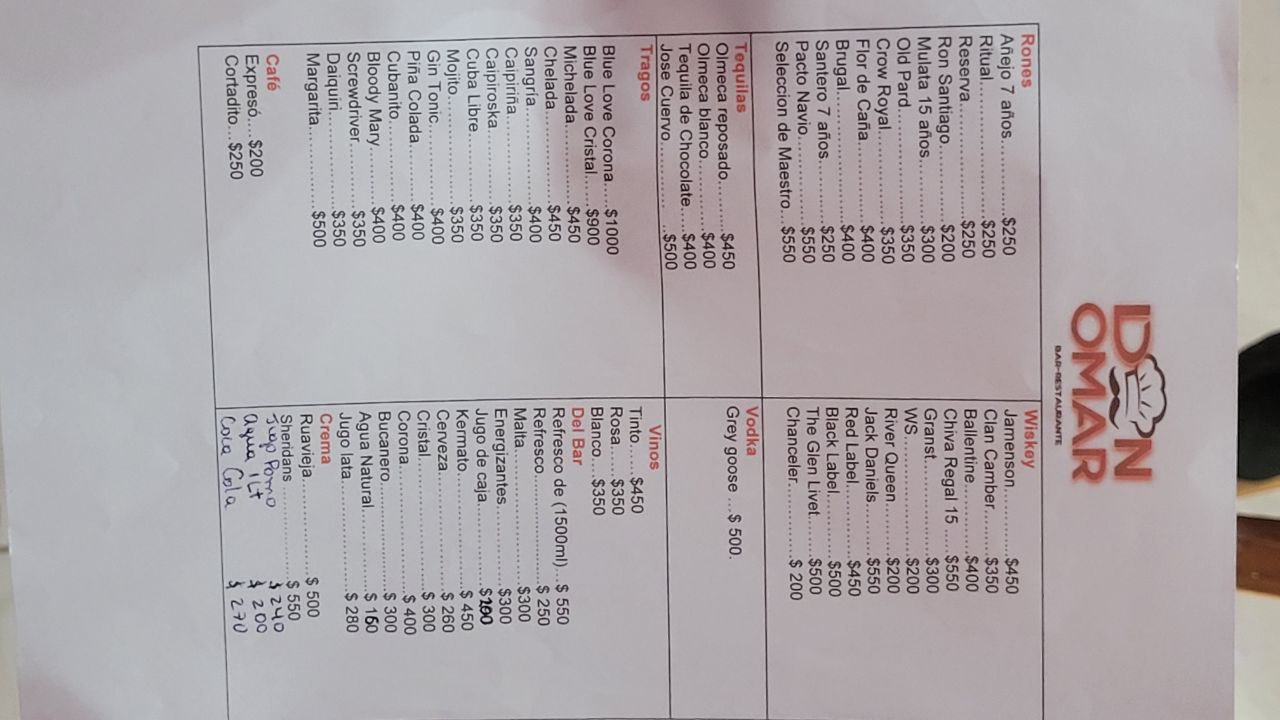 DON
OMAR
BAR-RESTAURANTE
Rones
Añejo 7 años............$250
Ritual.....................$250
Reserva..................$250
Ron Santiago...........$200
Mulata 15 años........$300
Old Pard.................$350
Crow Royal..............$350
Flor de Caña............$400
Brugal.....................$400
Santero 7 años.........$250
Pacto Navio.............$550
Seleccion de Maestro...$550
Wiskey
Jamenson..........$450
Clan Camber.......$350
Ballentine..........$400
Chiva Regal 15 ....$550
Granst...............$300
WS....................$200
River Queen........$200
Jack Daniels........$550
Red Label...........$450
Black Label.........$500
The Glen Livet....$500
Chanceler..........$ 200
Tequilas
Olmeca reposado........$450
Olmeca blanco...........$400
Tequila de Chocolate....$400
Jose Cuervo...............$500
Vodka
Grey goose ...$ 500.
Tragos
Blue Love Corona....$1000
Blue Love Cristal....$900
Michelada..............$450
Chelada.................$450
Sangría..................$400
Caipiriña................$350
Caipiroska..............$350
Cuba Libre..............$350
Mojito....................$350
Gin Tonic................$400
Piña Colada.............$400
Cubanito.................$400
Bloody Mary.............$400
Screwdriver.............$350
Daiquiri..................$350
Margarita................$500
Café
Expresó....$200
Cortadito...$250
Vinos
Tinto.....$450
Rosa.....$350
Blanco...$350
Del Bar
Refresco de (1500ml)...$ 550
Refresco..................$ 250
Malta......................$300
Energizantes.............$300
Jugo de caja.............
Kermato..................$ 450
Cerveza...................$ 260
Cristal.....................$ 300
Corona....................$ 400
Bucanero.................$ 300
Agua Natural.............$ 160
Jugo lata..................$ 280
Crema
Ruavieja..................$ 500
Sheridans................$ 550
Jugo Pomo $ 240
agua 1Lt $ 200
Coca Cola $ 270